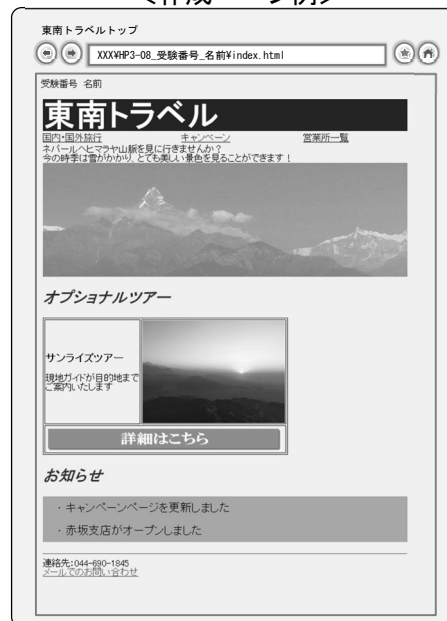 ＜作成ページ例＞
東南トラベルトップ
XXX¥HP3-08_受験番号_名前¥index.html
受験番号 名前
東南トラベル
国内・国外旅行 キャンペーン 営業所一覧
ネパールへヒマラヤ山脈を見に行きませんか？
今の時季は雪がかかり、とても美しい景色を見ることができます！
オプショナルツアー
サンライズツアー
現地ガイドが目的地まで
ご案内いたします
詳細はこちら
お知らせ
・キャンペーンページを更新しました
・赤坂支店がオープンしました
連絡先:044-690-1845
メールでのお問い合わせ